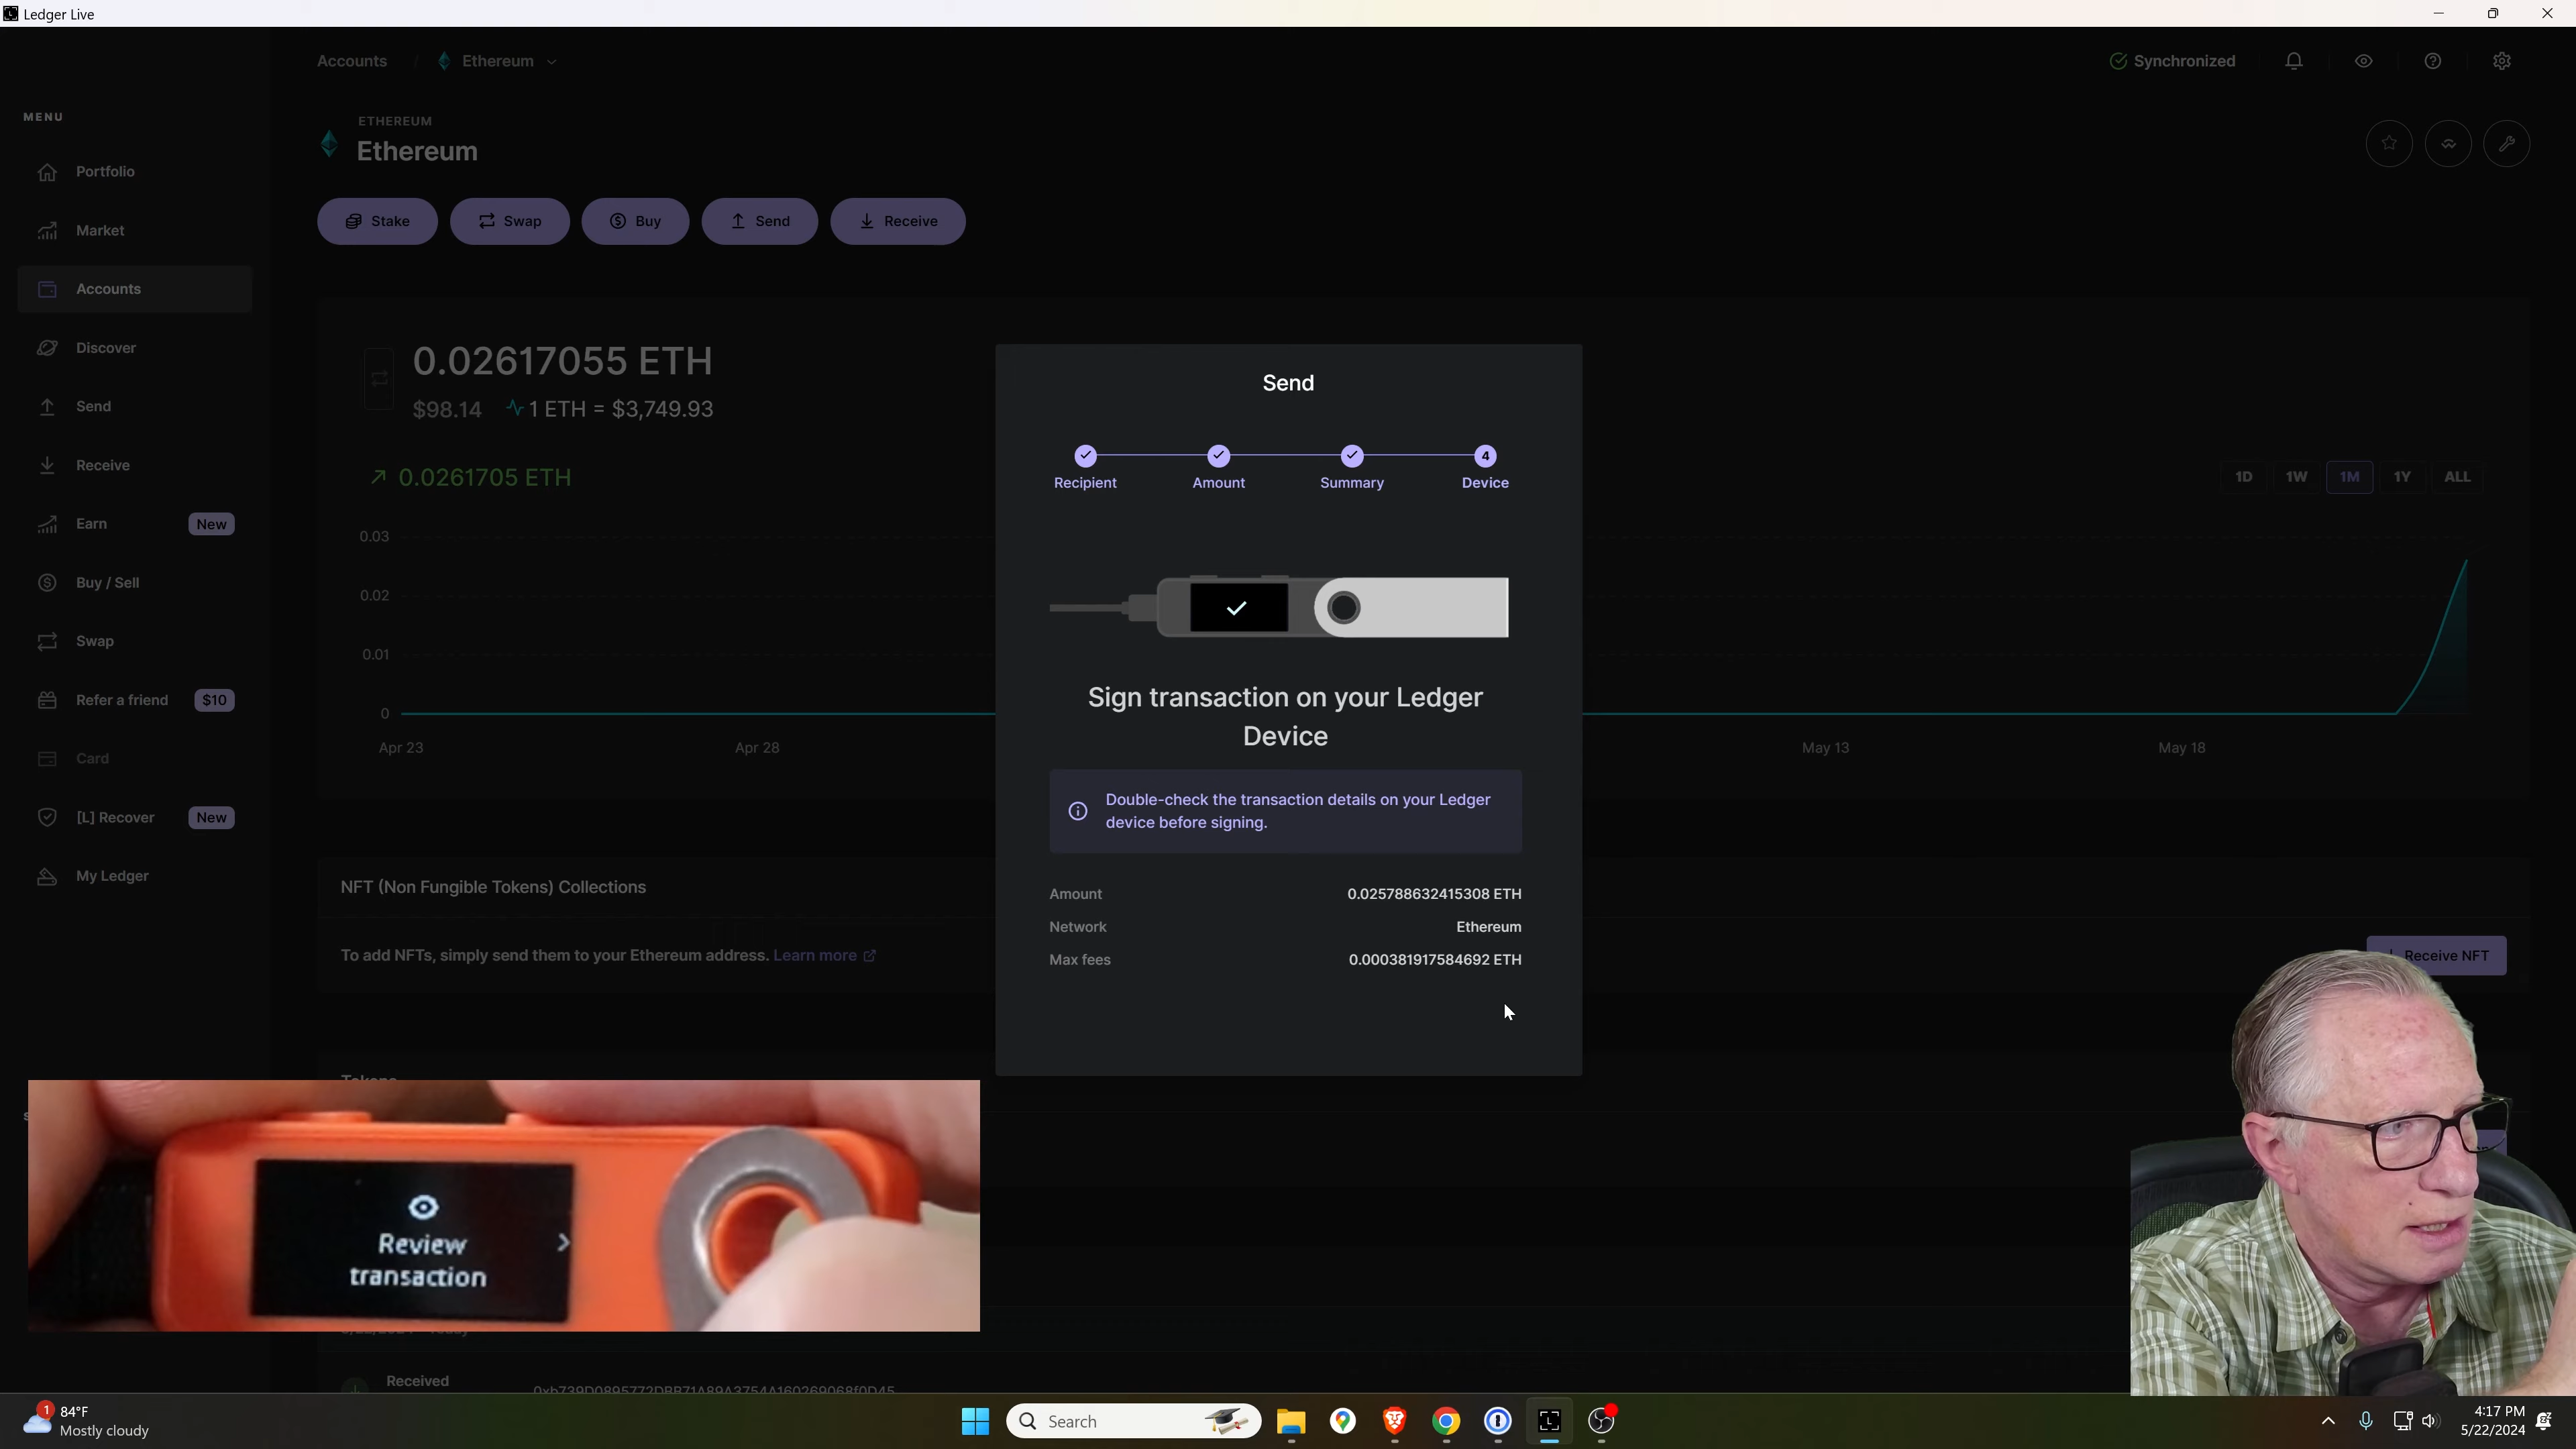 Ledger Live
Accounts / Ethereum
Synchronized
MENU
Portfolio
Market
Accounts
Discover
Send
Receive
Earn New
Buy / Sell
Swap
Refer a friend $10
Card
[L] Recover New
My Ledger
ETHEREUM
Ethereum
Stake Swap Buy Send Receive
0.02617055 ETH
$98.14 1 ETH = $3,749.93
0.0261705 ETH
1D 1W 1M 1Y ALL
0.03
0.02
0.01
0
Apr 23 Apr 28 May 13 May 18
NFT (Non Fungible Tokens) Collections
To add NFTs, simply send them to your Ethereum address. Learn more
Receive NFT
Tokens
Send
Recipient Amount Summary 4 Device
Sign transaction on your Ledger
Device
Double-check the transaction details on your Ledger
device before signing.
Amount 0.025788632415308 ETH
Network Ethereum
Max fees 0.000381917584692 ETH
Review
transaction
Received
1
84°F
Mostly cloudy
Search
4:17 PM
5/22/2024